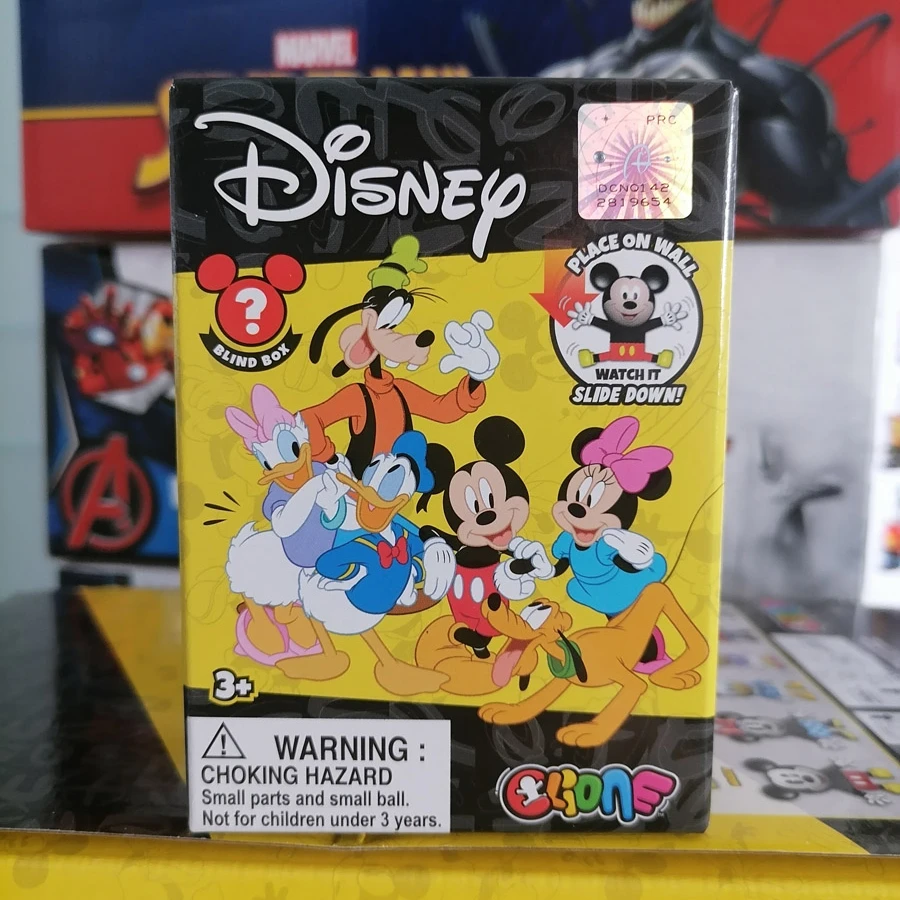 MARVEL
DISNEY
PRC
DCN0142
2819654
PLACE ON WALL
?
BLIND BOX
WATCH IT
SLIDE DOWN!
3+
WARNING :
CHOKING HAZARD
Small parts and small ball.
Not for children under 3 years.
CLIONE